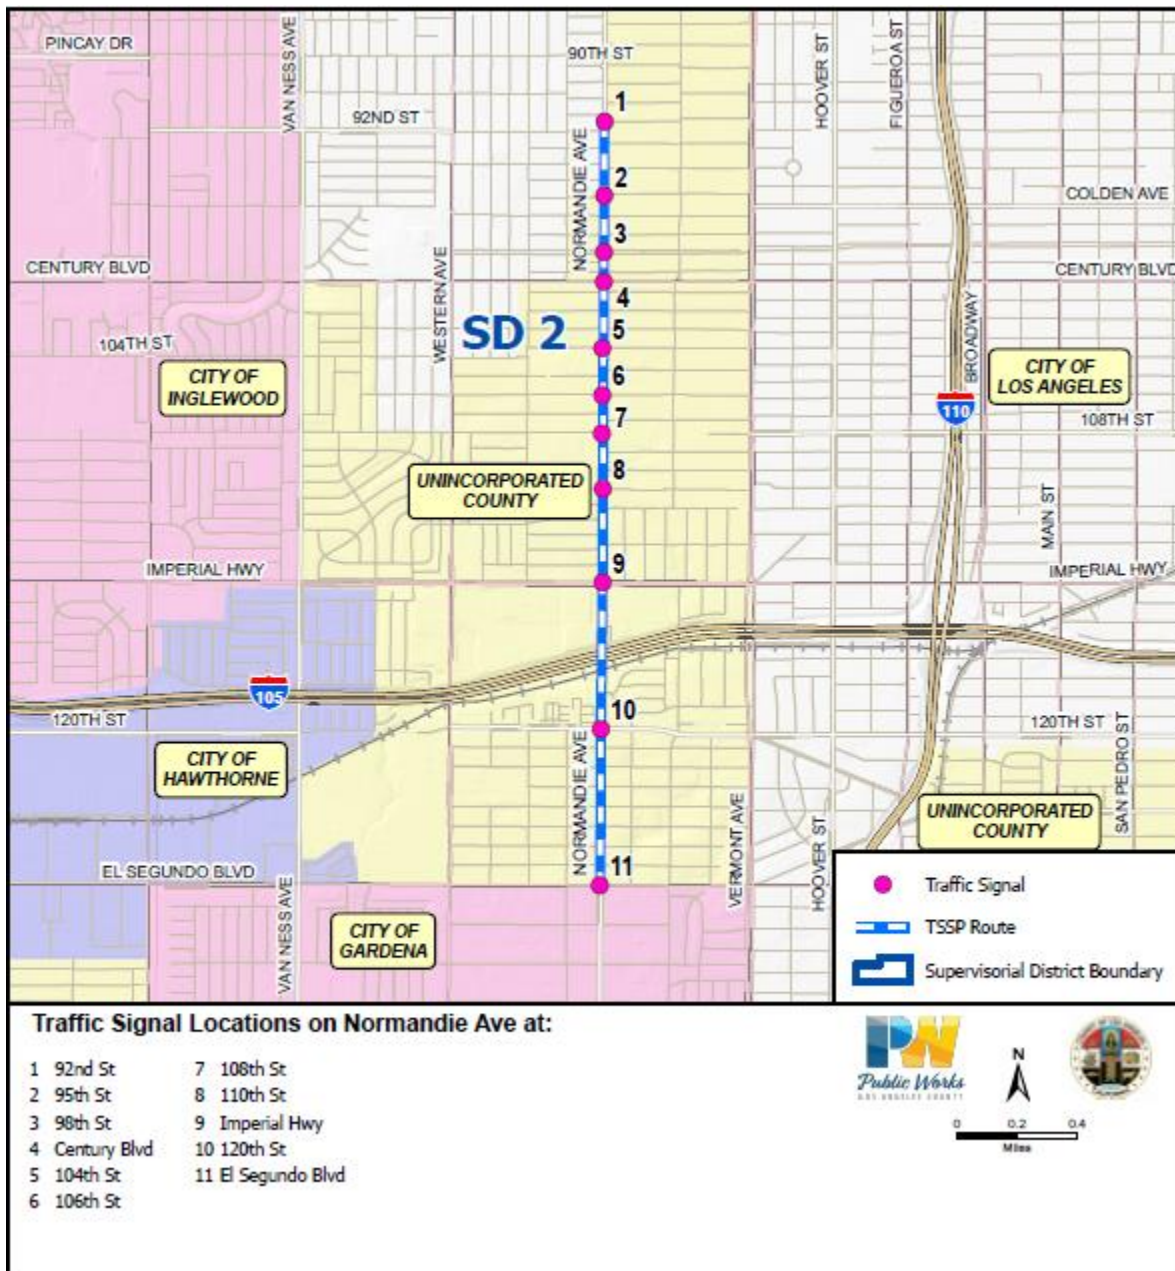 PINCAY DR
VAN NESS AVE
90TH ST
HOOVER ST
FIGUEROA ST
92ND ST
1
NORMANDIE AVE
2
COLDEN AVE
3
WESTERN AVE
CENTURY BLVD
CENTURY BLVD
4
SD 2
5
BROADWAY
104TH ST
CITY OF
INGLEWOOD
6
CITY OF
LOS ANGELES
110
7
108TH ST
UNINCORPORATED
COUNTY
8
MAIN ST
IMPERIAL HWY
9
IMPERIAL HWY
105
120TH ST
10
120TH ST
SAN PEDRO ST
CITY OF
HAWTHORNE
NORMANDIE AVE
VERMONT AVE
HOOVER ST
UNINCORPORATED
COUNTY
EL SEGUNDO BLVD
11
VAN NESS AVE
CITY OF
GARDENA
Traffic Signal
TSSP Route
Supervisorial District Boundary
Traffic Signal Locations on Normandie Ave at:
1 92nd St
2 95th St
3 98th St
4 Century Blvd
5 104th St
6 106th St
7 108th St
8 110th St
9 Imperial Hwy
10 120th St
11 El Segundo Blvd
PW
Public Works
LOS ANGELES COUNTY
N
0 0.2 0.4
Miles